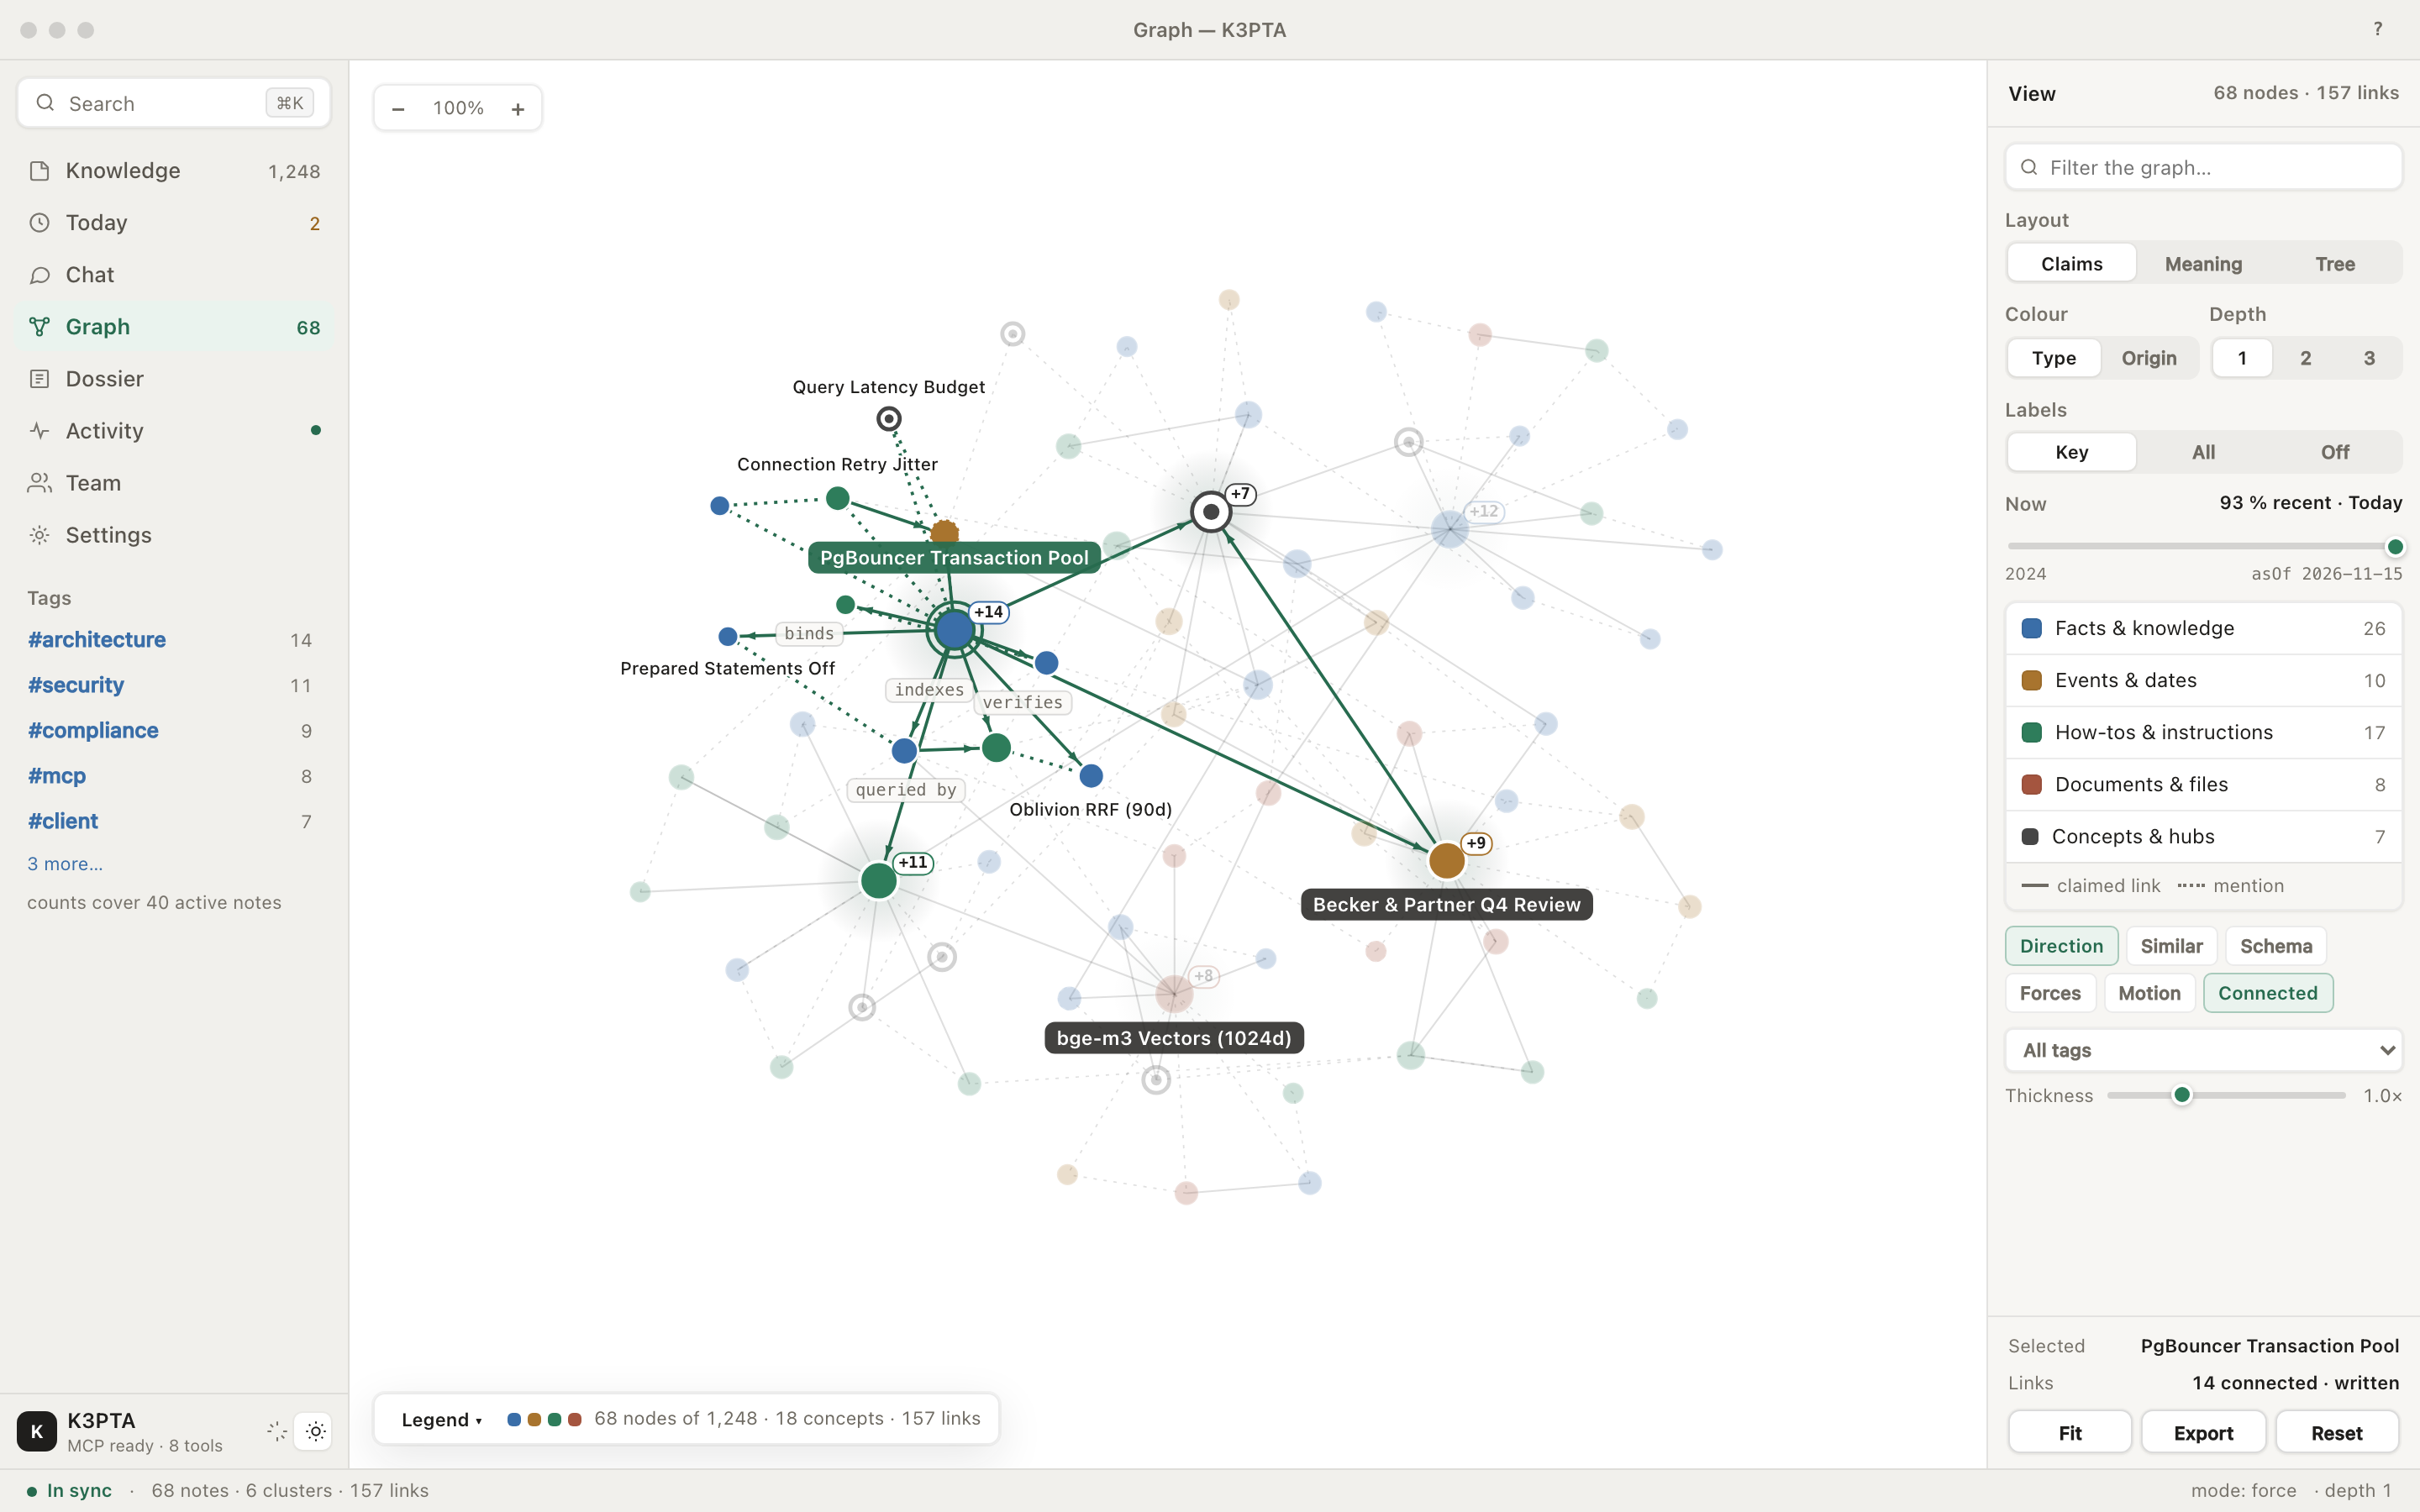 Graph — K3PTA
?
Search ⌘K
Knowledge 1,248
Today 2
Chat
Graph 68
Dossier
Activity
Team
Settings
Tags
#architecture 14
#security 11
#compliance 9
#mcp 8
#client 7
3 more...
counts cover 40 active notes
K
K3PTA
MCP ready · 8 tools
− 100% +
Query Latency Budget
Connection Retry Jitter
+7
+12
PgBouncer Transaction Pool
+14
binds
Prepared Statements Off
indexes
verifies
queried by
Oblivion RRF (90d)
+11
+9
Becker & Partner Q4 Review
+8
bge-m3 Vectors (1024d)
Legend ▾ 68 nodes of 1,248 · 18 concepts · 157 links
View 68 nodes · 157 links
Filter the graph...
Layout
Claims Meaning Tree
Colour Depth
Type Origin 1 2 3
Labels
Key All Off
Now 93 % recent · Today
2024 asOf 2026-11-15
Facts & knowledge 26
Events & dates 10
How-tos & instructions 17
Documents & files 8
Concepts & hubs 7
claimed link mention
Direction Similar Schema
Forces Motion Connected
All tags
Thickness 1.0×
Selected PgBouncer Transaction Pool
Links 14 connected · written
Fit Export Reset
In sync · 68 notes · 6 clusters · 157 links
mode: force · depth 1